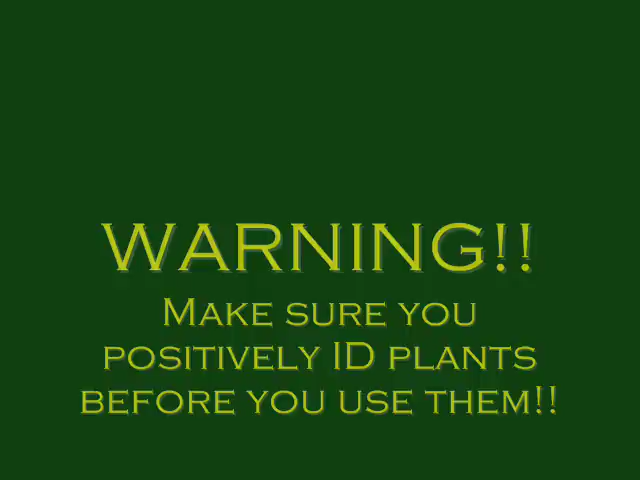 WARNING!!
Make sure you
positively ID plants
before you use them!!